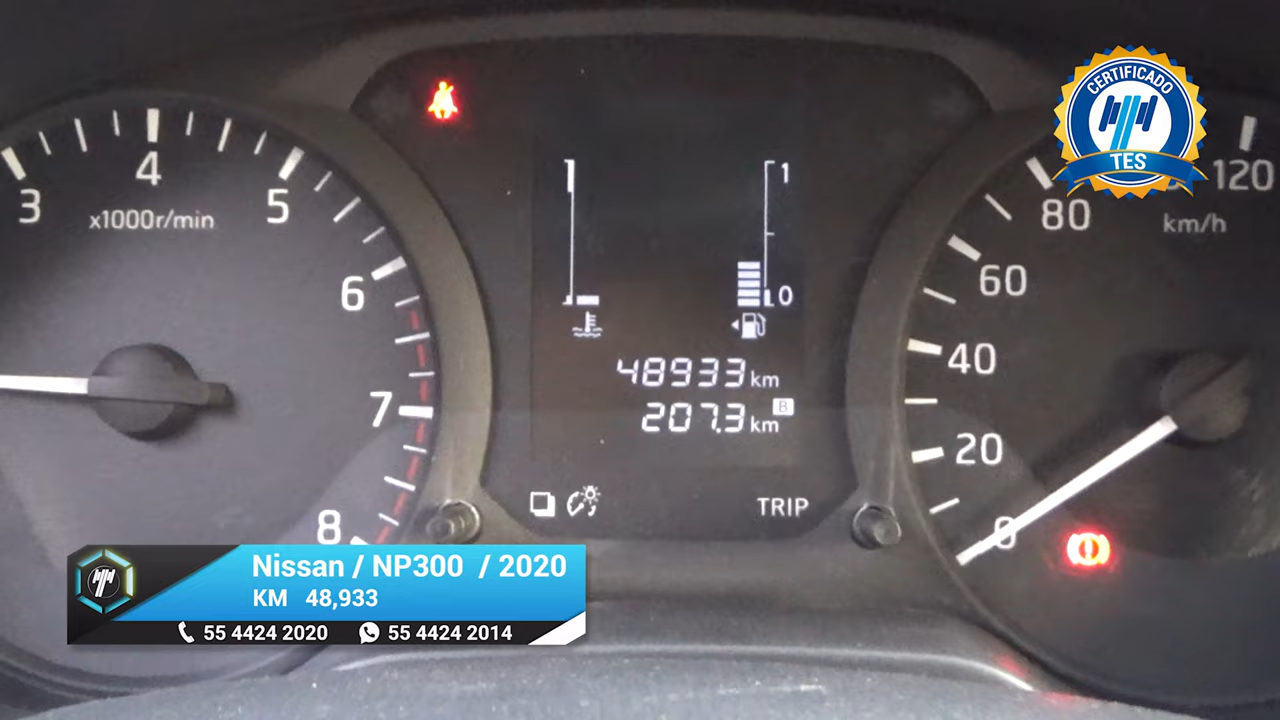 CERTIFICADO
TES
3
4
5
6
7
8
x1000r/min
1
0
48933 km
207.3 km B
TRIP
0
20
40
60
80
120
km/h
Nissan / NP300 / 2020
KM 48,933
55 4424 2020 55 4424 2014